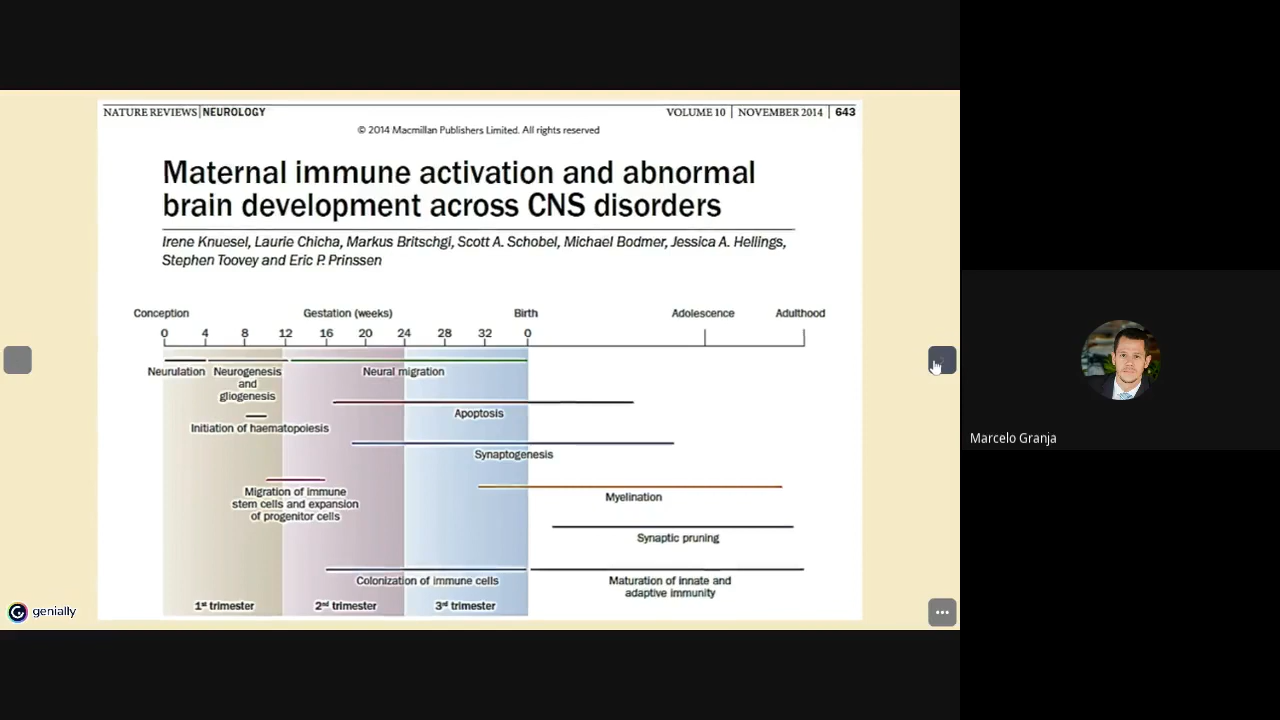 NATURE REVIEWS | NEUROLOGY
VOLUME 10 | NOVEMBER 2014 | 643
© 2014 Macmillan Publishers Limited. All rights reserved
Maternal immune activation and abnormal
brain development across CNS disorders
Irene Knuesel, Laurie Chicha, Markus Britschgi, Scott A. Schobel, Michael Bodmer, Jessica A. Hellings,
Stephen Toovey and Eric P. Prinssen
Conception Gestation (weeks) Birth Adolescence Adulthood
0 4 8 12 16 20 24 28 32 0
Neurulation
Neurogenesis
and
gliogenesis
Neural migration
Apoptosis
Initiation of haematopoiesis
Synaptogenesis
Migration of immune
stem cells and expansion
of progenitor cells
Myelination
Synaptic pruning
Colonization of immune cells
Maturation of innate and
adaptive immunity
1st trimester 2nd trimester 3rd trimester
genially
Marcelo Granja